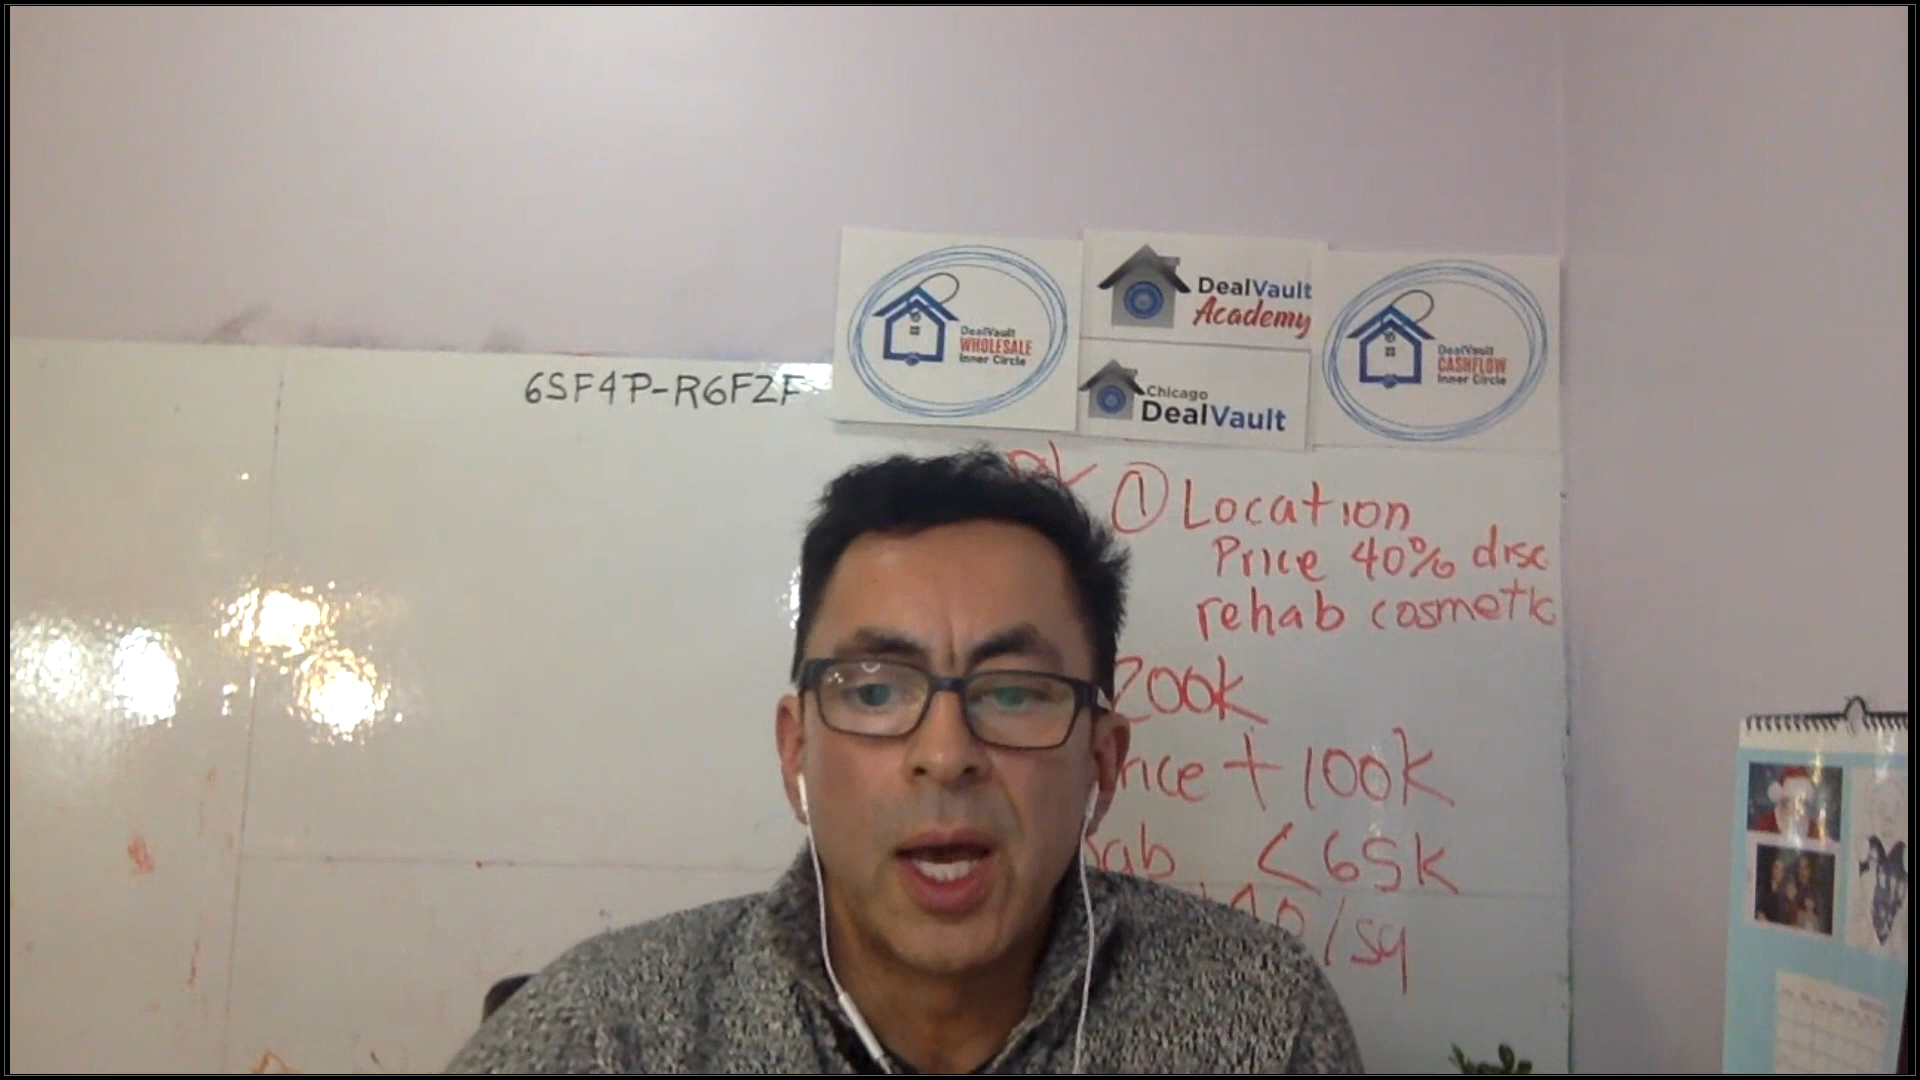 6SF4P-R6FZF
DealVault
WHOLESALE
Inner Circle
DealVault
Academy
Chicago
DealVault
DealVault
CASHFLOW
Inner Circle
① Location
Price 40% disc
rehab cosmetic
200k
+ 100k
< 65k
/sq